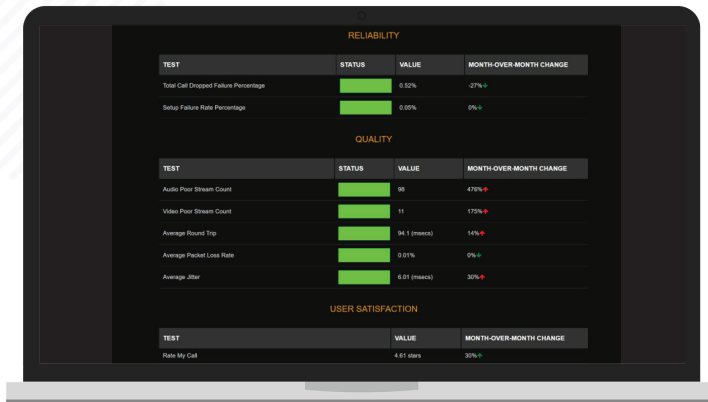 RELIABILITY
TEST STATUS VALUE MONTH-OVER-MONTH CHANGE
Total Call Dropped Failure Percentage 0.52% -27%
Setup Failure Rate Percentage 0.05% 0%
QUALITY
TEST STATUS VALUE MONTH-OVER-MONTH CHANGE
Audio Poor Stream Count 98 476%
Video Poor Stream Count 11 175%
Average Round Trip 94.1 (msecs) 14%
Average Packet Loss Rate 0.01% 0%
Average Jitter 6.01 (msecs) 30%
USER SATISFACTION
TEST VALUE MONTH-OVER-MONTH CHANGE
Rate My Call 4.61 stars 30%